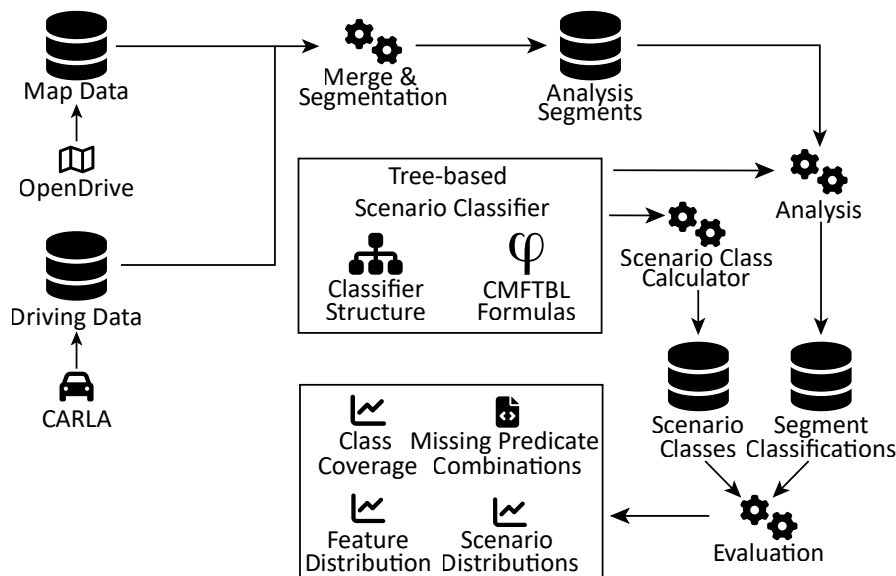 Map Data
OpenDrive
Driving Data
CARLA
Merge &
Segmentation
Analysis
Segments
Tree-based
Scenario Classifier
Classifier
Structure
φ
CMFTBL
Formulas
Analysis
Scenario Class
Calculator
Scenario
Classes
Segment
Classifications
Evaluation
Class
Coverage
Missing Predicate
Combinations
Feature
Distribution
Scenario
Distributions